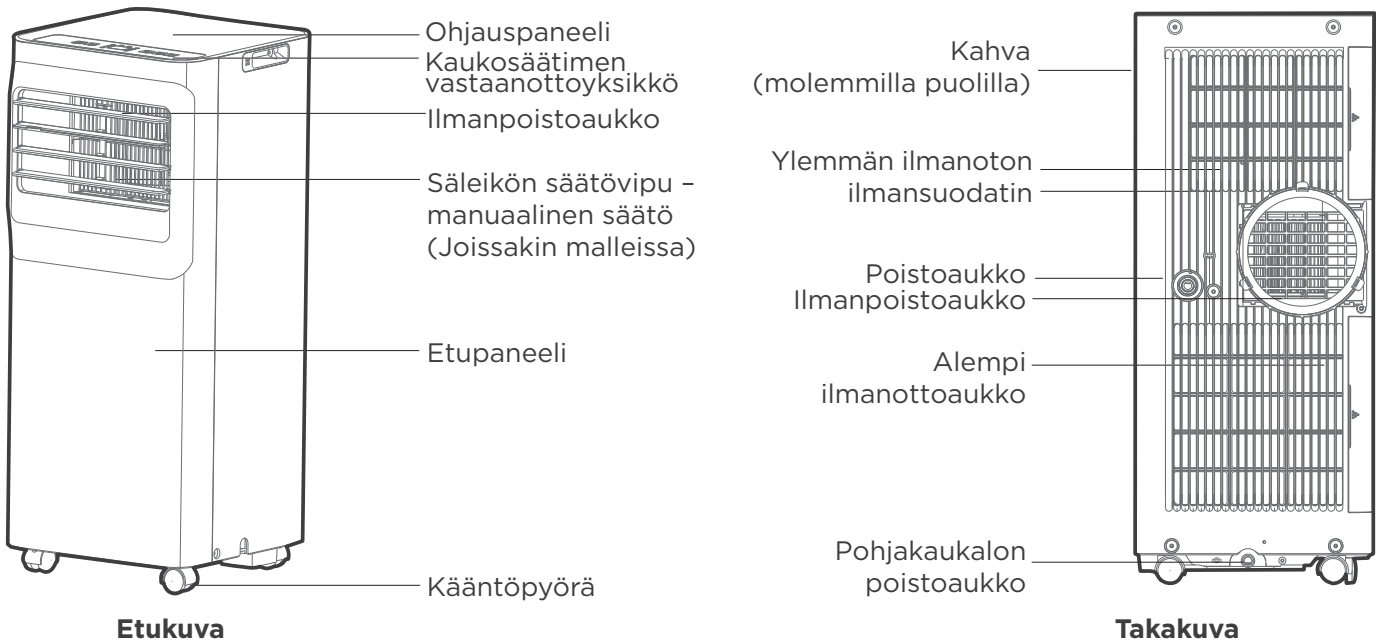 Ohjauspaneeli
Kaukosäätimen
vastaanottoyksikkö
Ilmanpoistoaukko
Säleikön säätövipu –
manuaalinen säätö
(Joissakin malleissa)
Etupaneeli
Kääntöpyörä
Etukuva
Kahva
(molemmilla puolilla)
Ylemmän ilmanoton
ilmansuodatin
Poistoaukko
Ilmanpoistoaukko
Alempi
ilmanottoaukko
Pohjakaukalon
poistoaukko
Takakuva